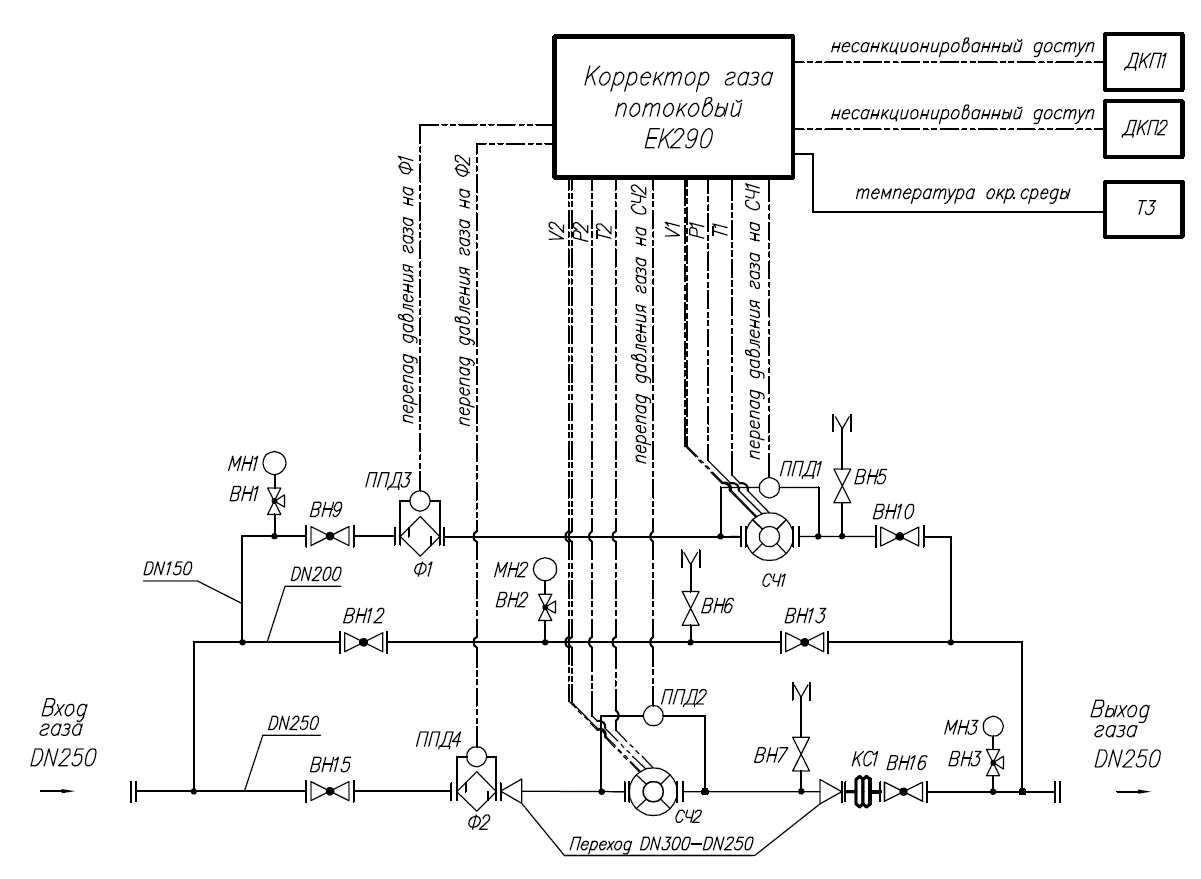 Корректор газа
потоковый
ЕК290
несанкционированный доступ
ДКП1
несанкционированный доступ
ДКП2
температура окр.среды
Т3
перепад давления газа на Ф1
перепад давления газа на Ф2
V2
P2
T2
перепад давления газа на СЧ2
V1
P1
T1
перепад давления газа на СЧ1
МН1
ВН1
ВН9
ППД3
Ф1
ППД1
СЧ1
ВН5
ВН10
DN150
DN200
ВН12
МН2
ВН2
ВН6
ВН13
Вход
газа
DN250
DN250
ВН15
ППД4
Ф2
ППД2
СЧ2
ВН7
КС1
ВН16
МН3
ВН3
Выход
газа
DN250
Переход DN300-DN250